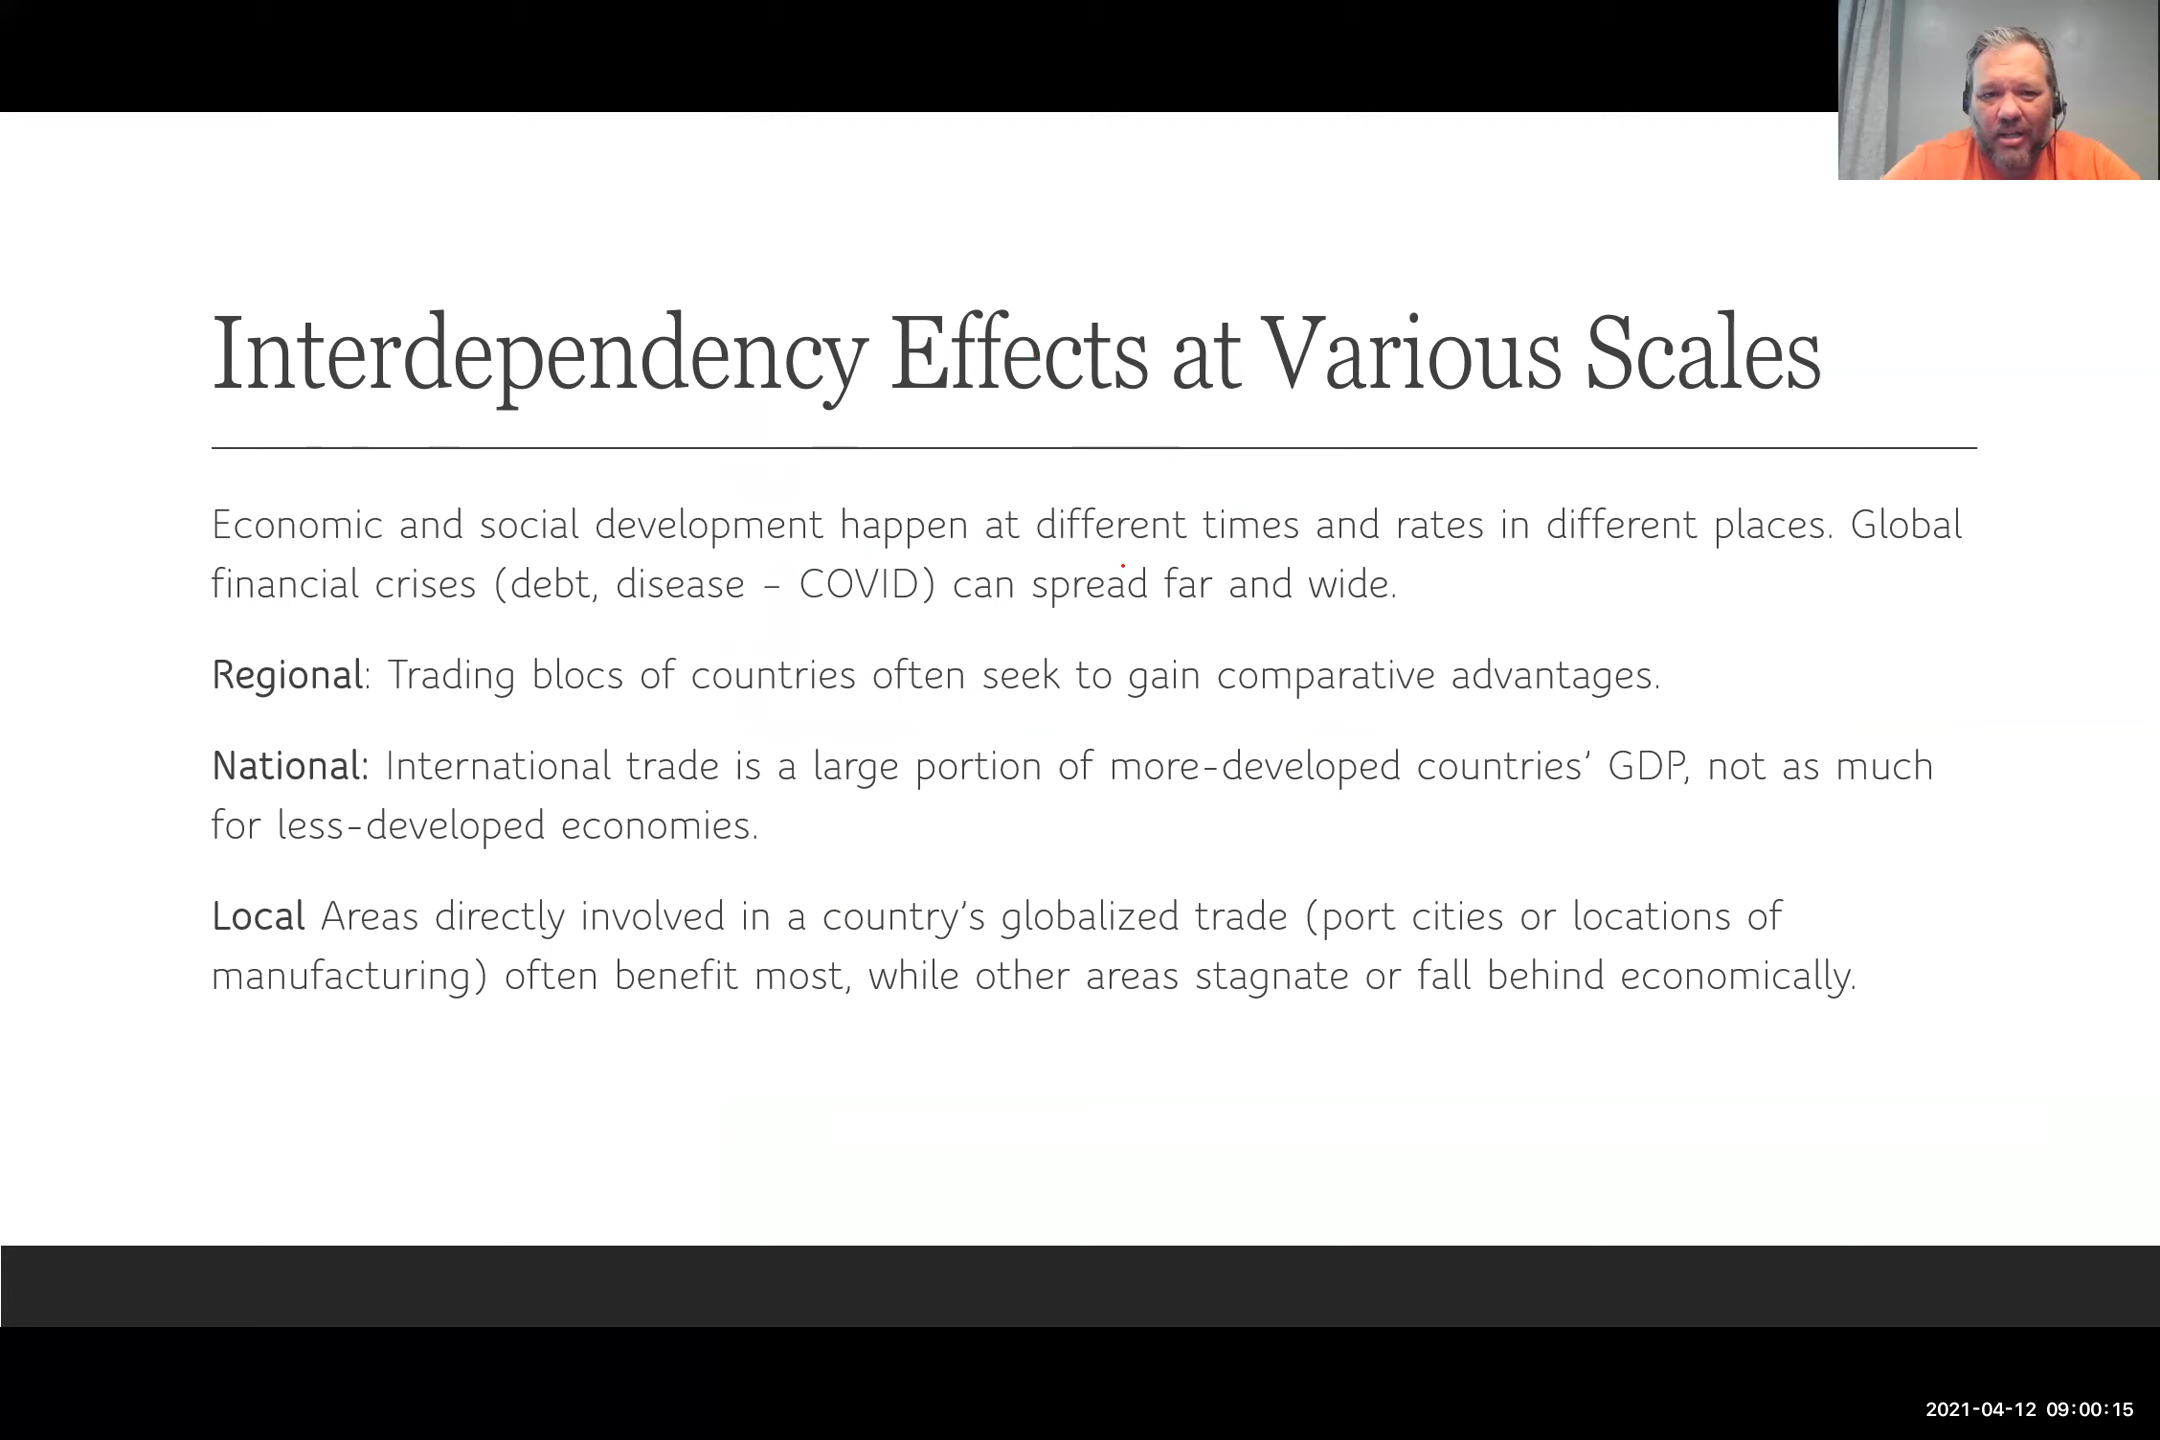 Interdependency Effects at Various Scales
Economic and social development happen at different times and rates in different places. Global
financial crises (debt, disease – COVID) can spread far and wide.
Regional: Trading blocs of countries often seek to gain comparative advantages.
National: International trade is a large portion of more-developed countries’ GDP, not as much
for less-developed economies.
Local Areas directly involved in a country’s globalized trade (port cities or locations of
manufacturing) often benefit most, while other areas stagnate or fall behind economically.
2021-04-12 09:00:15